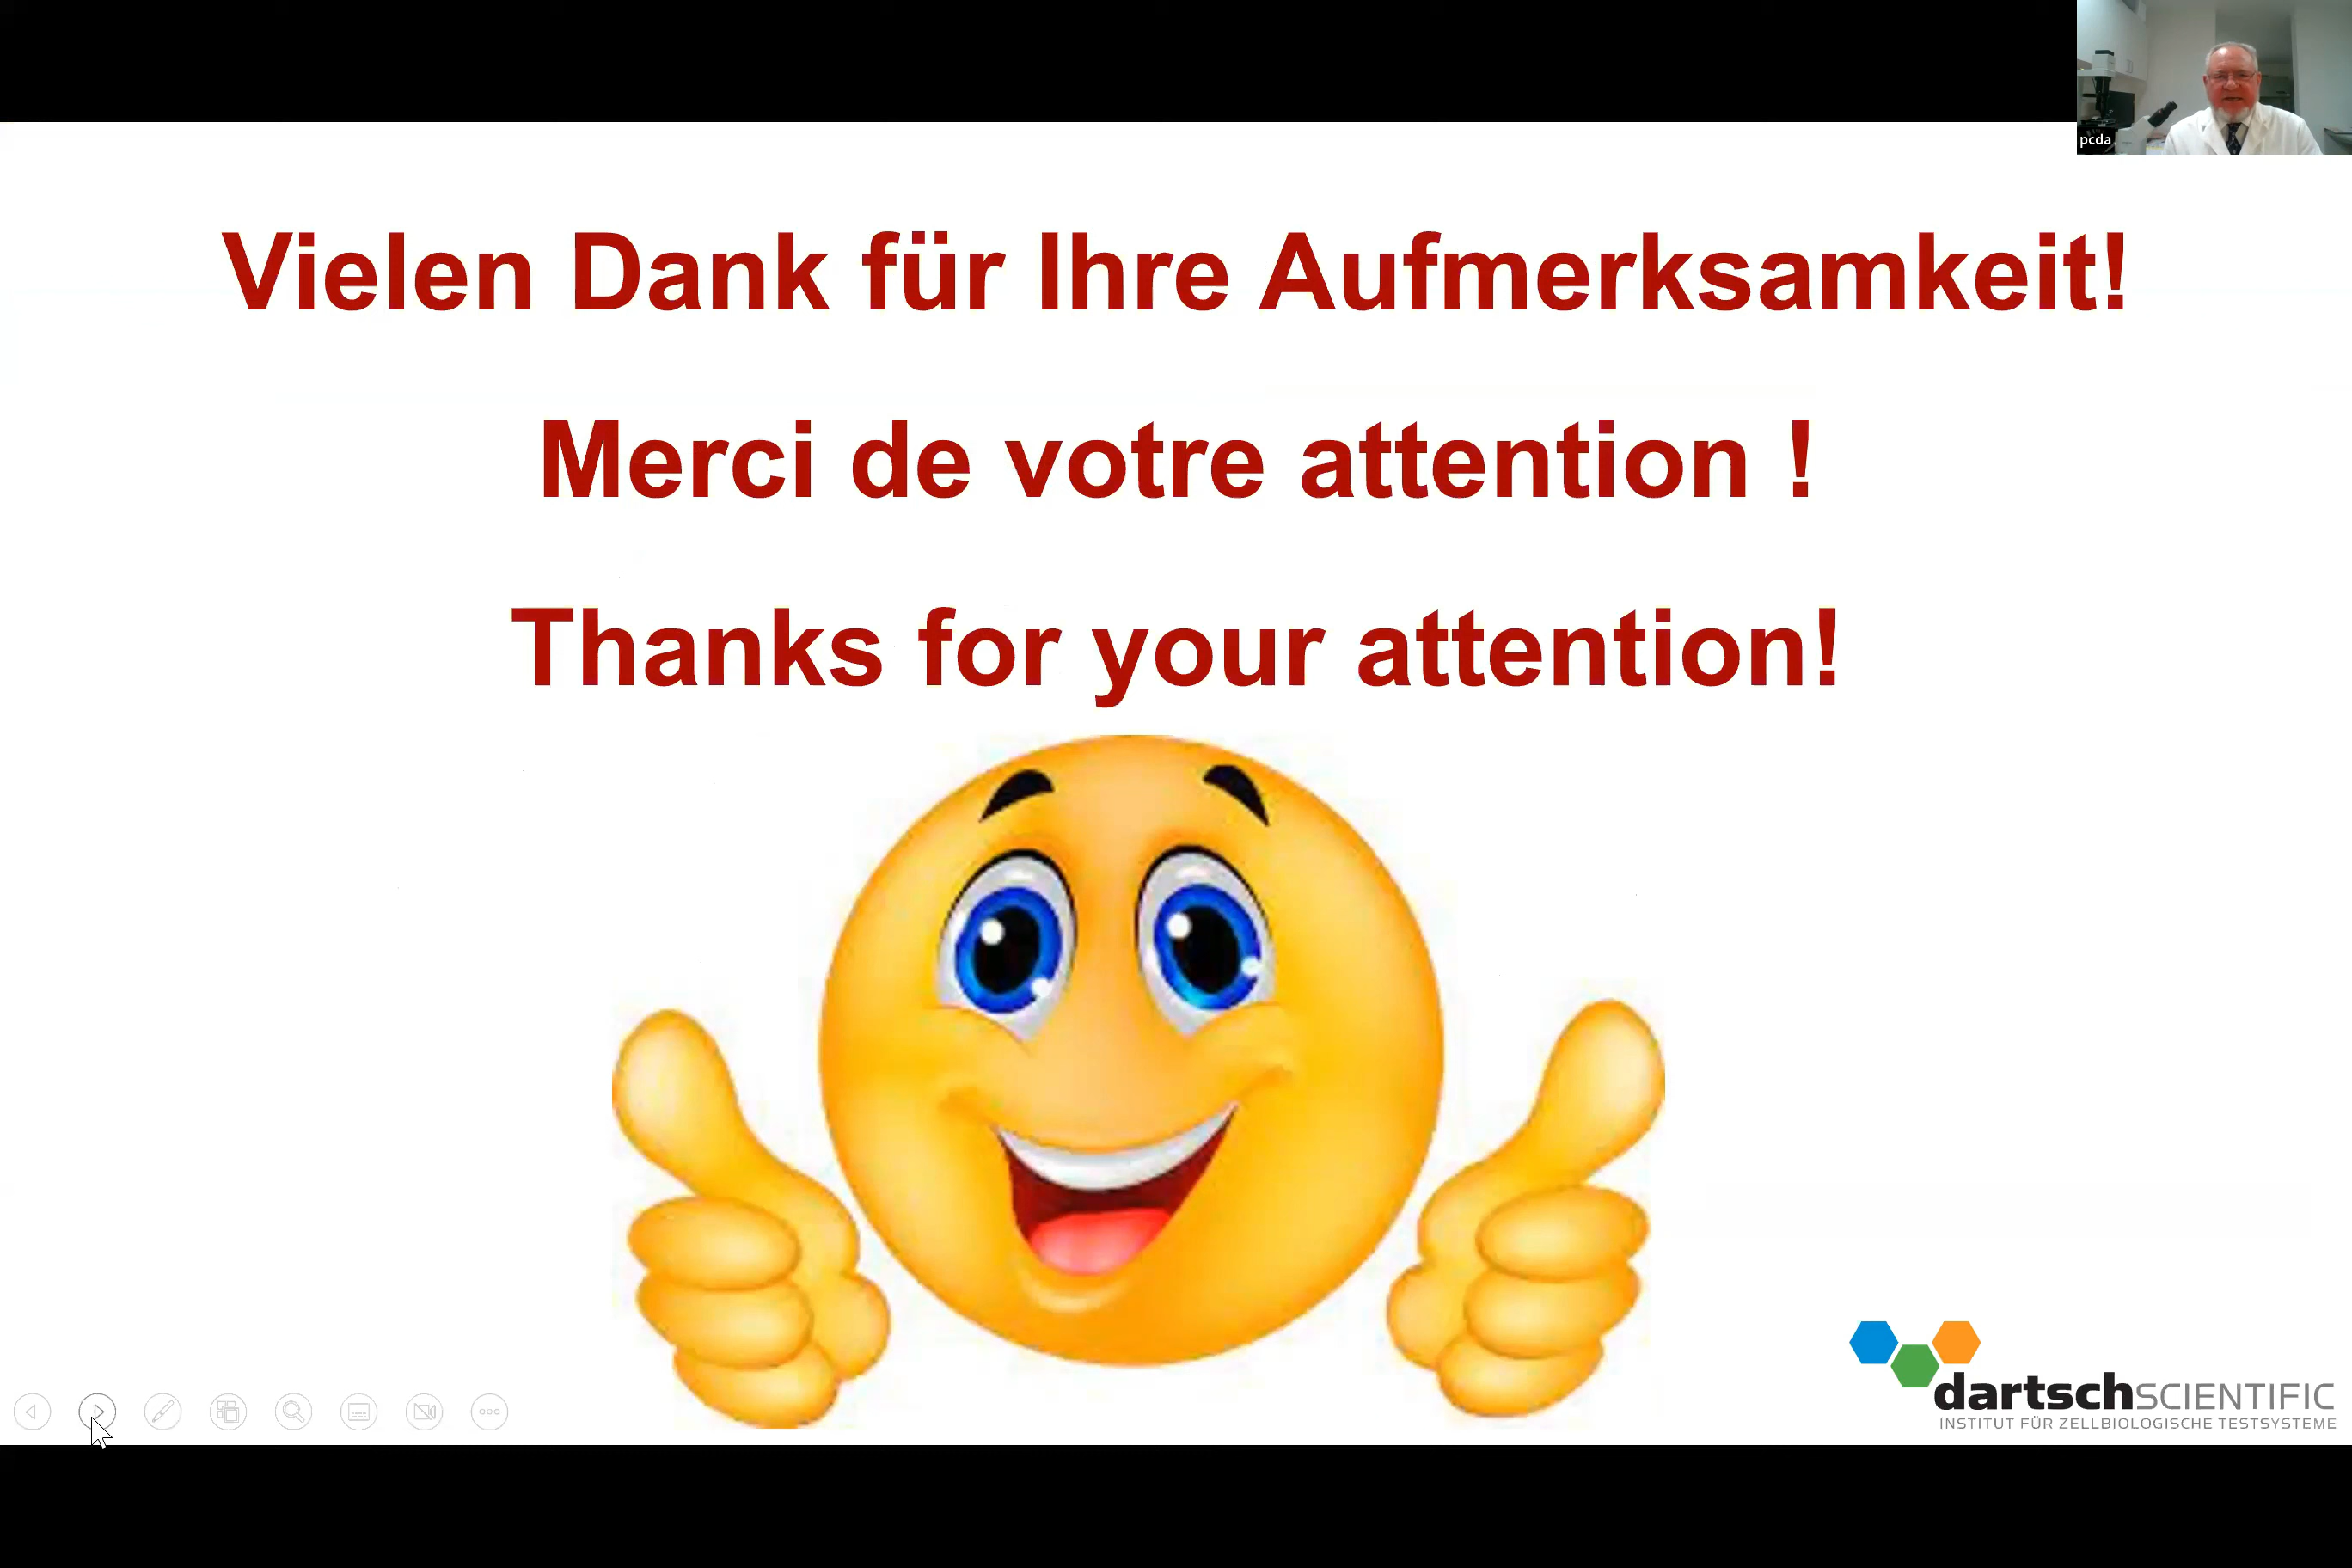 pcda
Vielen Dank für Ihre Aufmerksamkeit!
Merci de votre attention !
Thanks for your attention!
dartschSCIENTIFIC
INSTITUT FÜR ZELLBIOLOGISCHE TESTSYSTEME